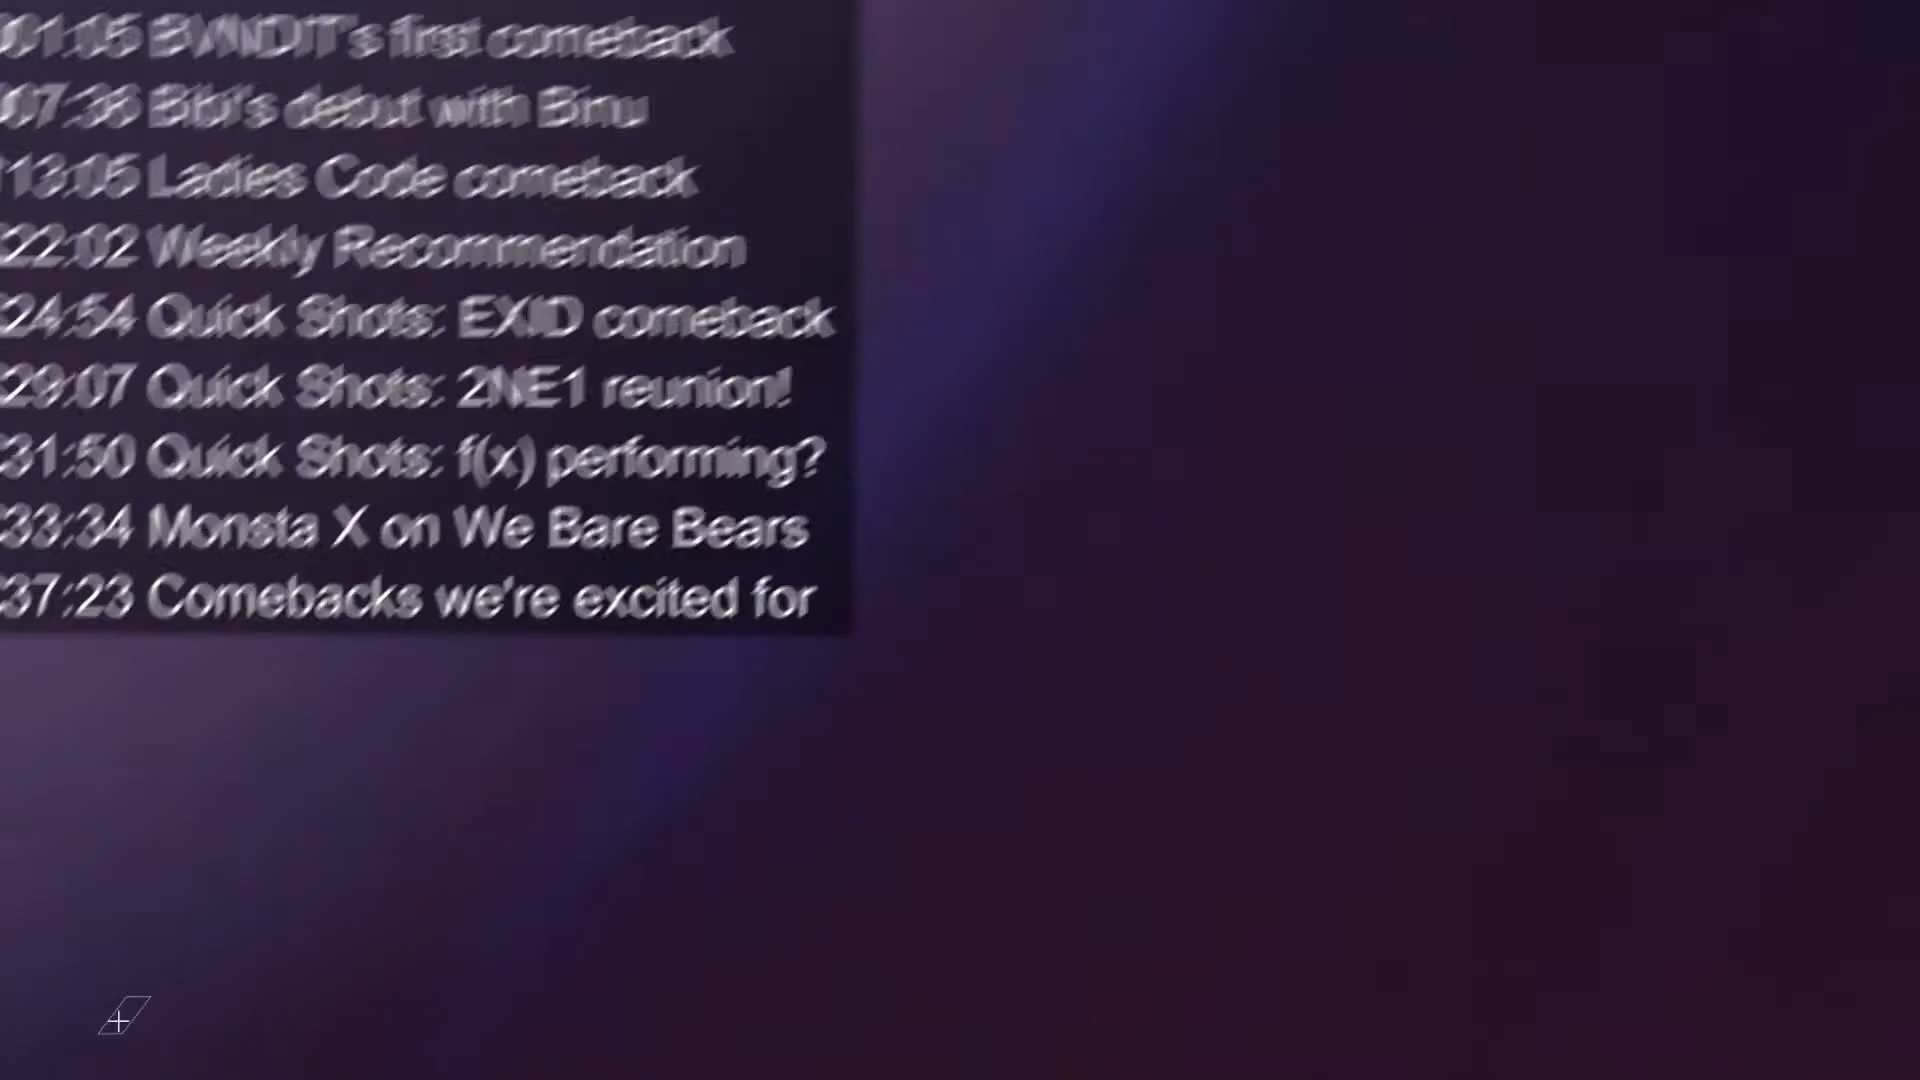 01:05 BVNDIT's first comeback
07:36 Bibi's debut with Binu
13:05 Ladies Code comeback
22:02 Weekly Recommendation
24:54 Quick Shots: EXID comeback
29:07 Quick Shots: 2NE1 reunion!
31:50 Quick Shots: f(x) performing?
33:34 Monsta X on We Bare Bears
37:23 Comebacks we're excited for